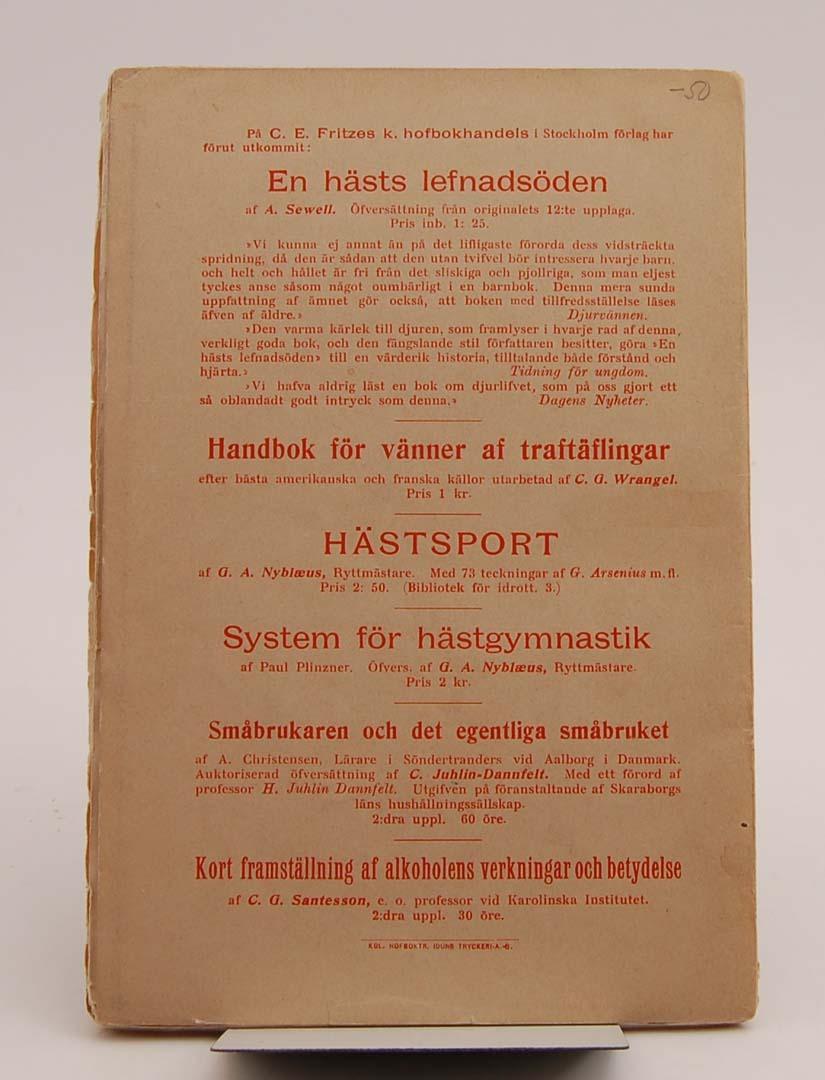 –50
På C. E. Fritzes k. hofbokhandels i Stockholm förlag har
förut utkommit:
En hästs lefnadsöden
af A. Sewell. Öfversättning från originalets 12:te upplaga.
Pris inb. 1: 25.
»Vi kunna ej annat än på det lifligaste förorda dess vidsträckta
spridning, då den är sådan att den utan tvifvel bör intressera hvarje barn,
och helt och hållet är fri från det sliskiga och pjollriga, som man eljest
tyckes anse såsom något oumbärligt i en barnbok. Denna mera sunda
uppfattning af ämnet gör också, att boken med tillfredsställelse läses
äfven af äldre.» Djurvännen.
»Den varma kärlek till djuren, som framlyser i hvarje rad af denna,
verkligt goda bok, och den fängslande stil författaren besitter, göra »En
hästs lefnadsöden» till en värderik historia, tilltalande både förstånd och
hjärta.» Tidning för ungdom.
»Vi hafva aldrig läst en bok om djurlifvet, som på oss gjort ett
så oblandadt godt intryck som denna.» Dagens Nyheter.
Handbok för vänner af traftäflingar
efter bästa amerikanska och franska källor utarbetad af C. G. Wrangel.
Pris 1 kr.
HÄSTSPORT
af G. A. Nyblæus, Ryttmästare. Med 73 teckningar af G. Arsenius m. fl.
Pris 2: 50. (Bibliotek för idrott. 3.)
System för hästgymnastik
af Paul Plinzner. Öfvers. af G. A. Nyblæus, Ryttmästare.
Pris 2 kr.
Småbrukaren och det egentliga småbruket
af A. Christensen, Lärare i Söndertranders vid Aalborg i Danmark.
Auktoriserad öfversättning af C. Juhlin-Dannfelt. Med ett förord af
professor H. Juhlin Dannfelt. Utgifven på föranstaltande af Skaraborgs
läns hushållningssällskap.
2:dra uppl. 60 öre.
Kort framställning af alkoholens verkningar och betydelse
af C. G. Santesson, e. o. professor vid Karolinska Institutet.
2:dra uppl. 30 öre.
KGL. HOFBOKTR. IDUNS TRYCKERI-A.-B.